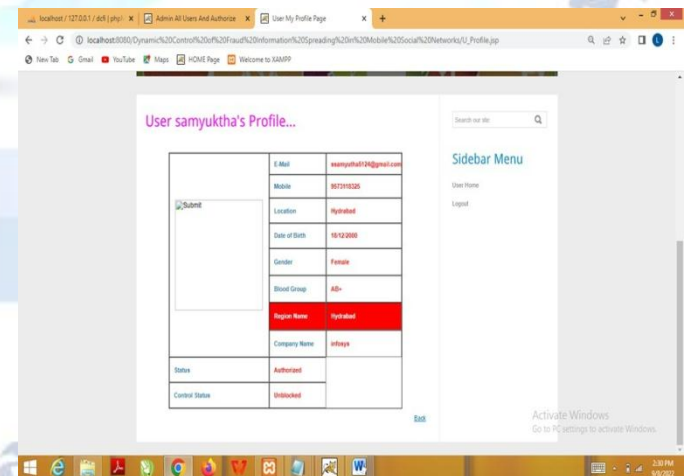 localhost / 127.0.0.1 / dcfi | php
Admin All Users And Authorize
User My Profile Page
localhost:8080/Dynamic%20Control%20of%20Fraud%20Information%20Spreading%20in%20Mobile%20Social%20Networks/U_Profile.jsp
New Tab
Gmail
YouTube
Maps
HOME Page
Welcome to XAMPP
User samyuktha's Profile...
Search our site:
Sidebar Menu
User Home
Logout
Submit
E-Mail
Mobile 9573118325
Location Hydrabad
Date of Birth 18/12/2000
Gender Female
Blood Group AB+
Region Name Hydrabad
Company Name infosys
Status Authorized
Control Status Unblocked
Back
Activate Windows
Go to PC settings to activate Windows.
2:30 PM
9/8/2022